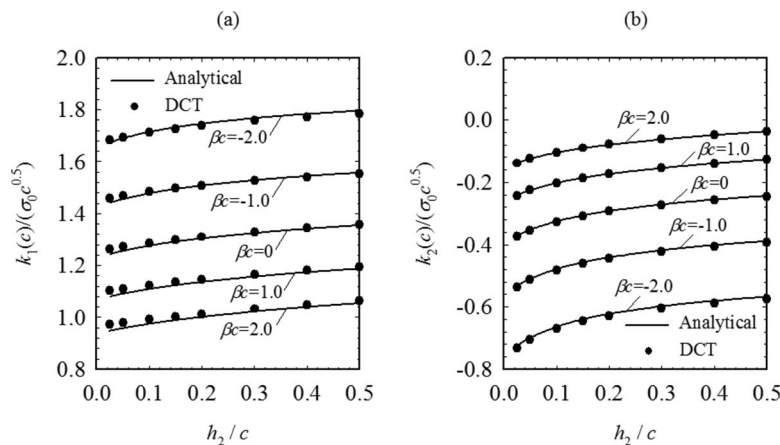 (a)
2.0
1.8
1.6
1.4
1.2
1.0
0.8
k₁(c)/(σ₀c⁰·⁵)
Analytical
DCT
βc=-2.0
βc=-1.0
βc=0
βc=1.0
βc=2.0
0.0 0.1 0.2 0.3 0.4 0.5
h₂ / c
(b)
0.2
0.0
-0.2
-0.4
-0.6
-0.8
k₂(c)/(σ₀c⁰·⁵)
βc=2.0
βc=1.0
βc=0
βc=-1.0
βc=-2.0
Analytical
DCT
0.0 0.1 0.2 0.3 0.4 0.5
h₂ / c